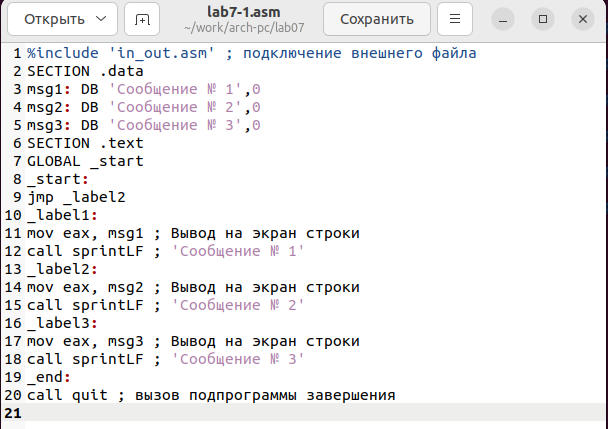 Открыть
lab7-1.asm
~/work/arch-pc/lab07
Сохранить
1 %include 'in_out.asm' ; подключение внешнего файла
2 SECTION .data
3 msg1: DB 'Сообщение № 1',0
4 msg2: DB 'Сообщение № 2',0
5 msg3: DB 'Сообщение № 3',0
6 SECTION .text
7 GLOBAL _start
8 _start:
9 jmp _label2
10 _label1:
11 mov eax, msg1 ; Вывод на экран строки
12 call sprintLF ; 'Сообщение № 1'
13 _label2:
14 mov eax, msg2 ; Вывод на экран строки
15 call sprintLF ; 'Сообщение № 2'
16 _label3:
17 mov eax, msg3 ; Вывод на экран строки
18 call sprintLF ; 'Сообщение № 3'
19 _end:
20 call quit ; вызов подпрограммы завершения
21